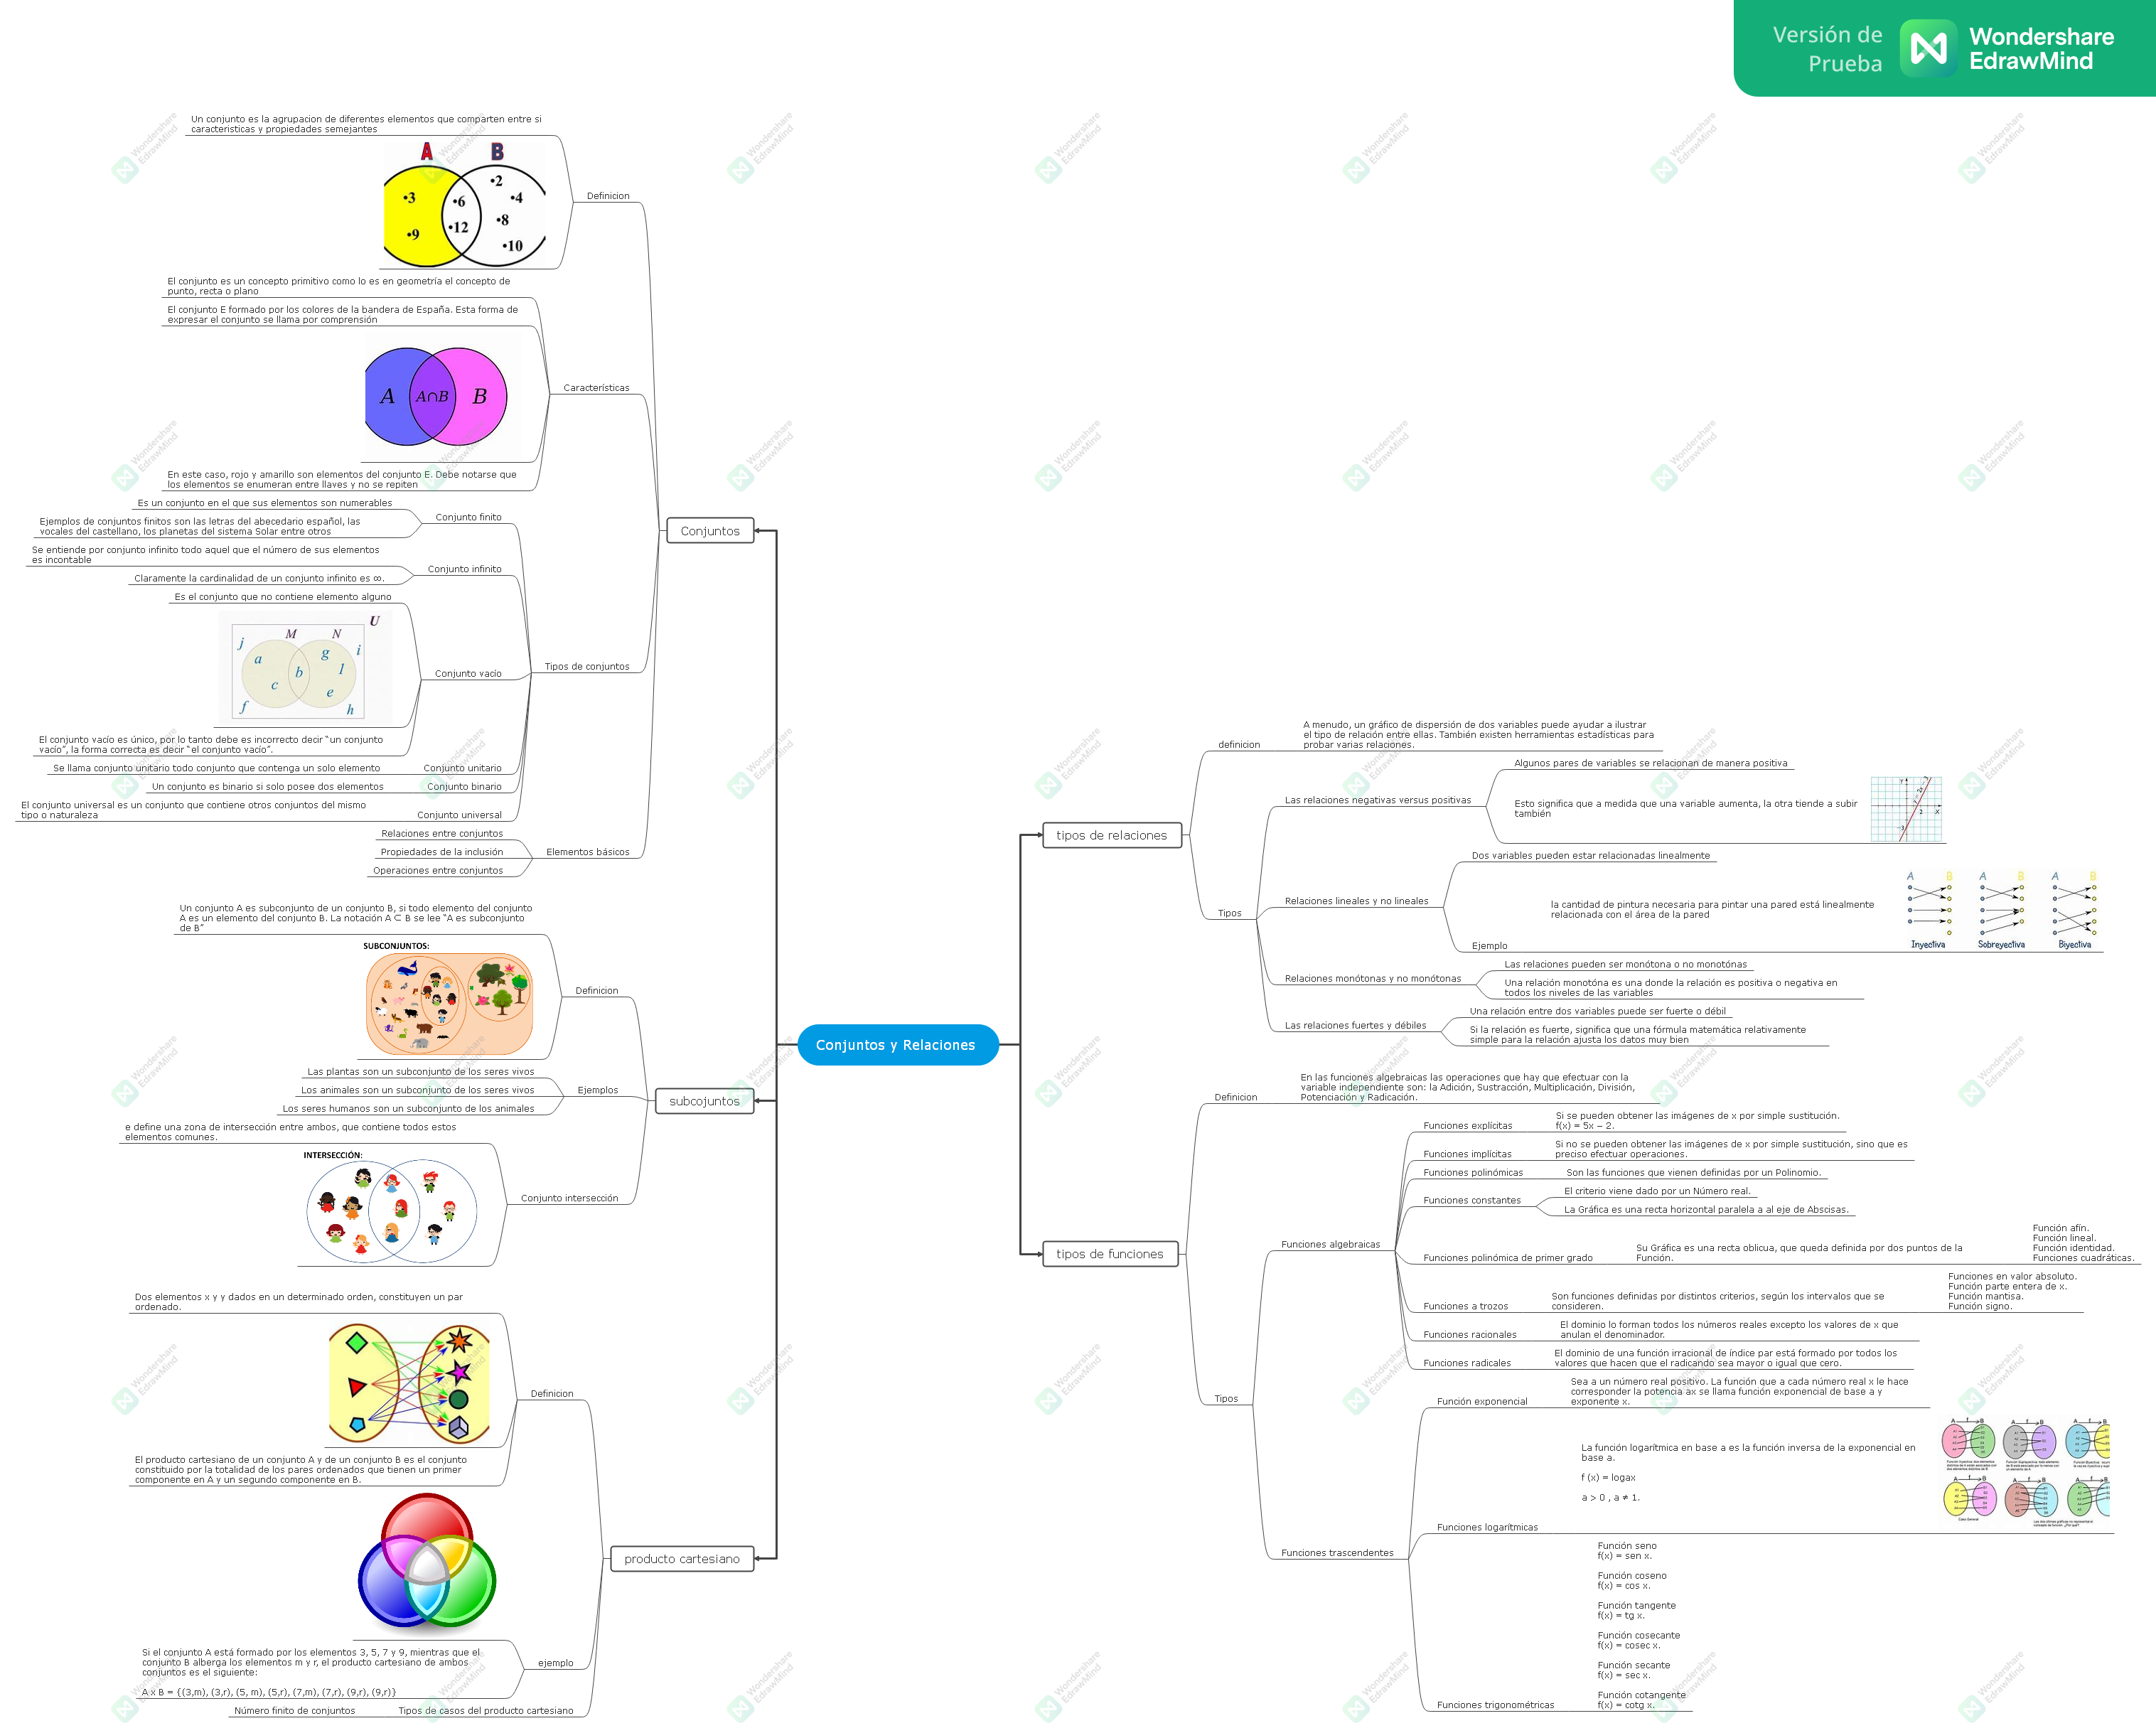 Versión de
Prueba
Wondershare
EdrawMind
Conjuntos y Relaciones
Conjuntos
Definicion
Un conjunto es la agrupacion de diferentes elementos que comparten entre si
caracteristicas y propiedades semejantes
A B
•3
•9
•6
•12
•2
•4
•8
•10
Características
El conjunto es un concepto primitivo como lo es en geometría el concepto de
punto, recta o plano
El conjunto E formado por los colores de la bandera de España. Esta forma de
expresar el conjunto se llama por comprensión
A A∩B B
En este caso, rojo y amarillo son elementos del conjunto E. Debe notarse que
los elementos se enumeran entre llaves y no se repiten
Tipos de conjuntos
Conjunto finito
Es un conjunto en el que sus elementos son numerables
Ejemplos de conjuntos finitos son las letras del abecedario español, las
vocales del castellano, los planetas del sistema Solar entre otros
Conjunto infinito
Se entiende por conjunto infinito todo aquel que el número de sus elementos
es incontable
Claramente la cardinalidad de un conjunto infinito es ∞.
Conjunto vacío
Es el conjunto que no contiene elemento alguno
U
M N
j
a
c
f
b
g
l
e
i
h
El conjunto vacío es único, por lo tanto debe es incorrecto decir “un conjunto
vacío”, la forma correcta es decir “el conjunto vacío”.
Conjunto unitario
Se llama conjunto unitario todo conjunto que contenga un solo elemento
Conjunto binario
Un conjunto es binario si solo posee dos elementos
Conjunto universal
El conjunto universal es un conjunto que contiene otros conjuntos del mismo
tipo o naturaleza
Elementos básicos
Relaciones entre conjuntos
Propiedades de la inclusión
Operaciones entre conjuntos
subcojuntos
Definicion
Un conjunto A es subconjunto de un conjunto B, si todo elemento del conjunto
A es un elemento del conjunto B. La notación A ⊂ B se lee “A es subconjunto
de B”
SUBCONJUNTOS:
Ejemplos
Las plantas son un subconjunto de los seres vivos
Los animales son un subconjunto de los seres vivos
Los seres humanos son un subconjunto de los animales
Conjunto intersección
e define una zona de intersección entre ambos, que contiene todos estos
elementos comunes.
INTERSECCIÓN:
producto cartesiano
Definicion
Dos elementos x y y dados en un determinado orden, constituyen un par
ordenado.
El producto cartesiano de un conjunto A y de un conjunto B es el conjunto
constituido por la totalidad de los pares ordenados que tienen un primer
componente en A y un segundo componente en B.
ejemplo
Si el conjunto A está formado por los elementos 3, 5, 7 y 9, mientras que el
conjunto B alberga los elementos m y r, el producto cartesiano de ambos
conjuntos es el siguiente:
A x B = {(3,m), (3,r), (5, m), (5,r), (7,m), (7,r), (9,r), (9,r)}
Tipos de casos del producto cartesiano
Número finito de conjuntos
tipos de relaciones
definicion
A menudo, un gráfico de dispersión de dos variables puede ayudar a ilustrar
el tipo de relación entre ellas. También existen herramientas estadísticas para
probar varias relaciones.
Tipos
Las relaciones negativas versus positivas
Algunos pares de variables se relacionan de manera positiva
Esto significa que a medida que una variable aumenta, la otra tiende a subir
también
Relaciones lineales y no lineales
Dos variables pueden estar relacionadas linealmente
Ejemplo
la cantidad de pintura necesaria para pintar una pared está linealmente
relacionada con el área de la pared
A B A B A B
Inyectiva Sobreyectiva Biyectiva
Relaciones monótonas y no monótonas
Las relaciones pueden ser monótona o no monotónas
Una relación monotóna es una donde la relación es positiva o negativa en
todos los niveles de las variables
Las relaciones fuertes y débiles
Una relación entre dos variables puede ser fuerte o débil
Si la relación es fuerte, significa que una fórmula matemática relativamente
simple para la relación ajusta los datos muy bien
tipos de funciones
Definicion
En las funciones algebraicas las operaciones que hay que efectuar con la
variable independiente son: la Adición, Sustracción, Multiplicación, División,
Potenciación y Radicación.
Tipos
Funciones algebraicas
Funciones explícitas
Si se pueden obtener las imágenes de x por simple sustitución.
f(x) = 5x − 2.
Funciones implícitas
Si no se pueden obtener las imágenes de x por simple sustitución, sino que es
preciso efectuar operaciones.
Funciones polinómicas
Son las funciones que vienen definidas por un Polinomio.
Funciones constantes
El criterio viene dado por un Número real.
La Gráfica es una recta horizontal paralela a al eje de Abscisas.
Funciones polinómica de primer grado
Su Gráfica es una recta oblicua, que queda definida por dos puntos de la
Función.
Función afín.
Función lineal.
Función identidad.
Funciones cuadráticas.
Funciones a trozos
Son funciones definidas por distintos criterios, según los intervalos que se
consideren.
Funciones en valor absoluto.
Función parte entera de x.
Función mantisa.
Función signo.
Funciones racionales
El dominio lo forman todos los números reales excepto los valores de x que
anulan el denominador.
Funciones radicales
El dominio de una función irracional de índice par está formado por todos los
valores que hacen que el radicando sea mayor o igual que cero.
Funciones trascendentes
Función exponencial
Sea a un número real positivo. La función que a cada número real x le hace
corresponder la potencia ax se llama función exponencial de base a y
exponente x.
Funciones logarítmicas
La función logarítmica en base a es la función inversa de la exponencial en
base a.
f (x) = logax
a > 0 , a ≠ 1.
Funciones trigonométricas
Función seno
f(x) = sen x.
Función coseno
f(x) = cos x.
Función tangente
f(x) = tg x.
Función cosecante
f(x) = cosec x.
Función secante
f(x) = sec x.
Función cotangente
f(x) = cotg x.